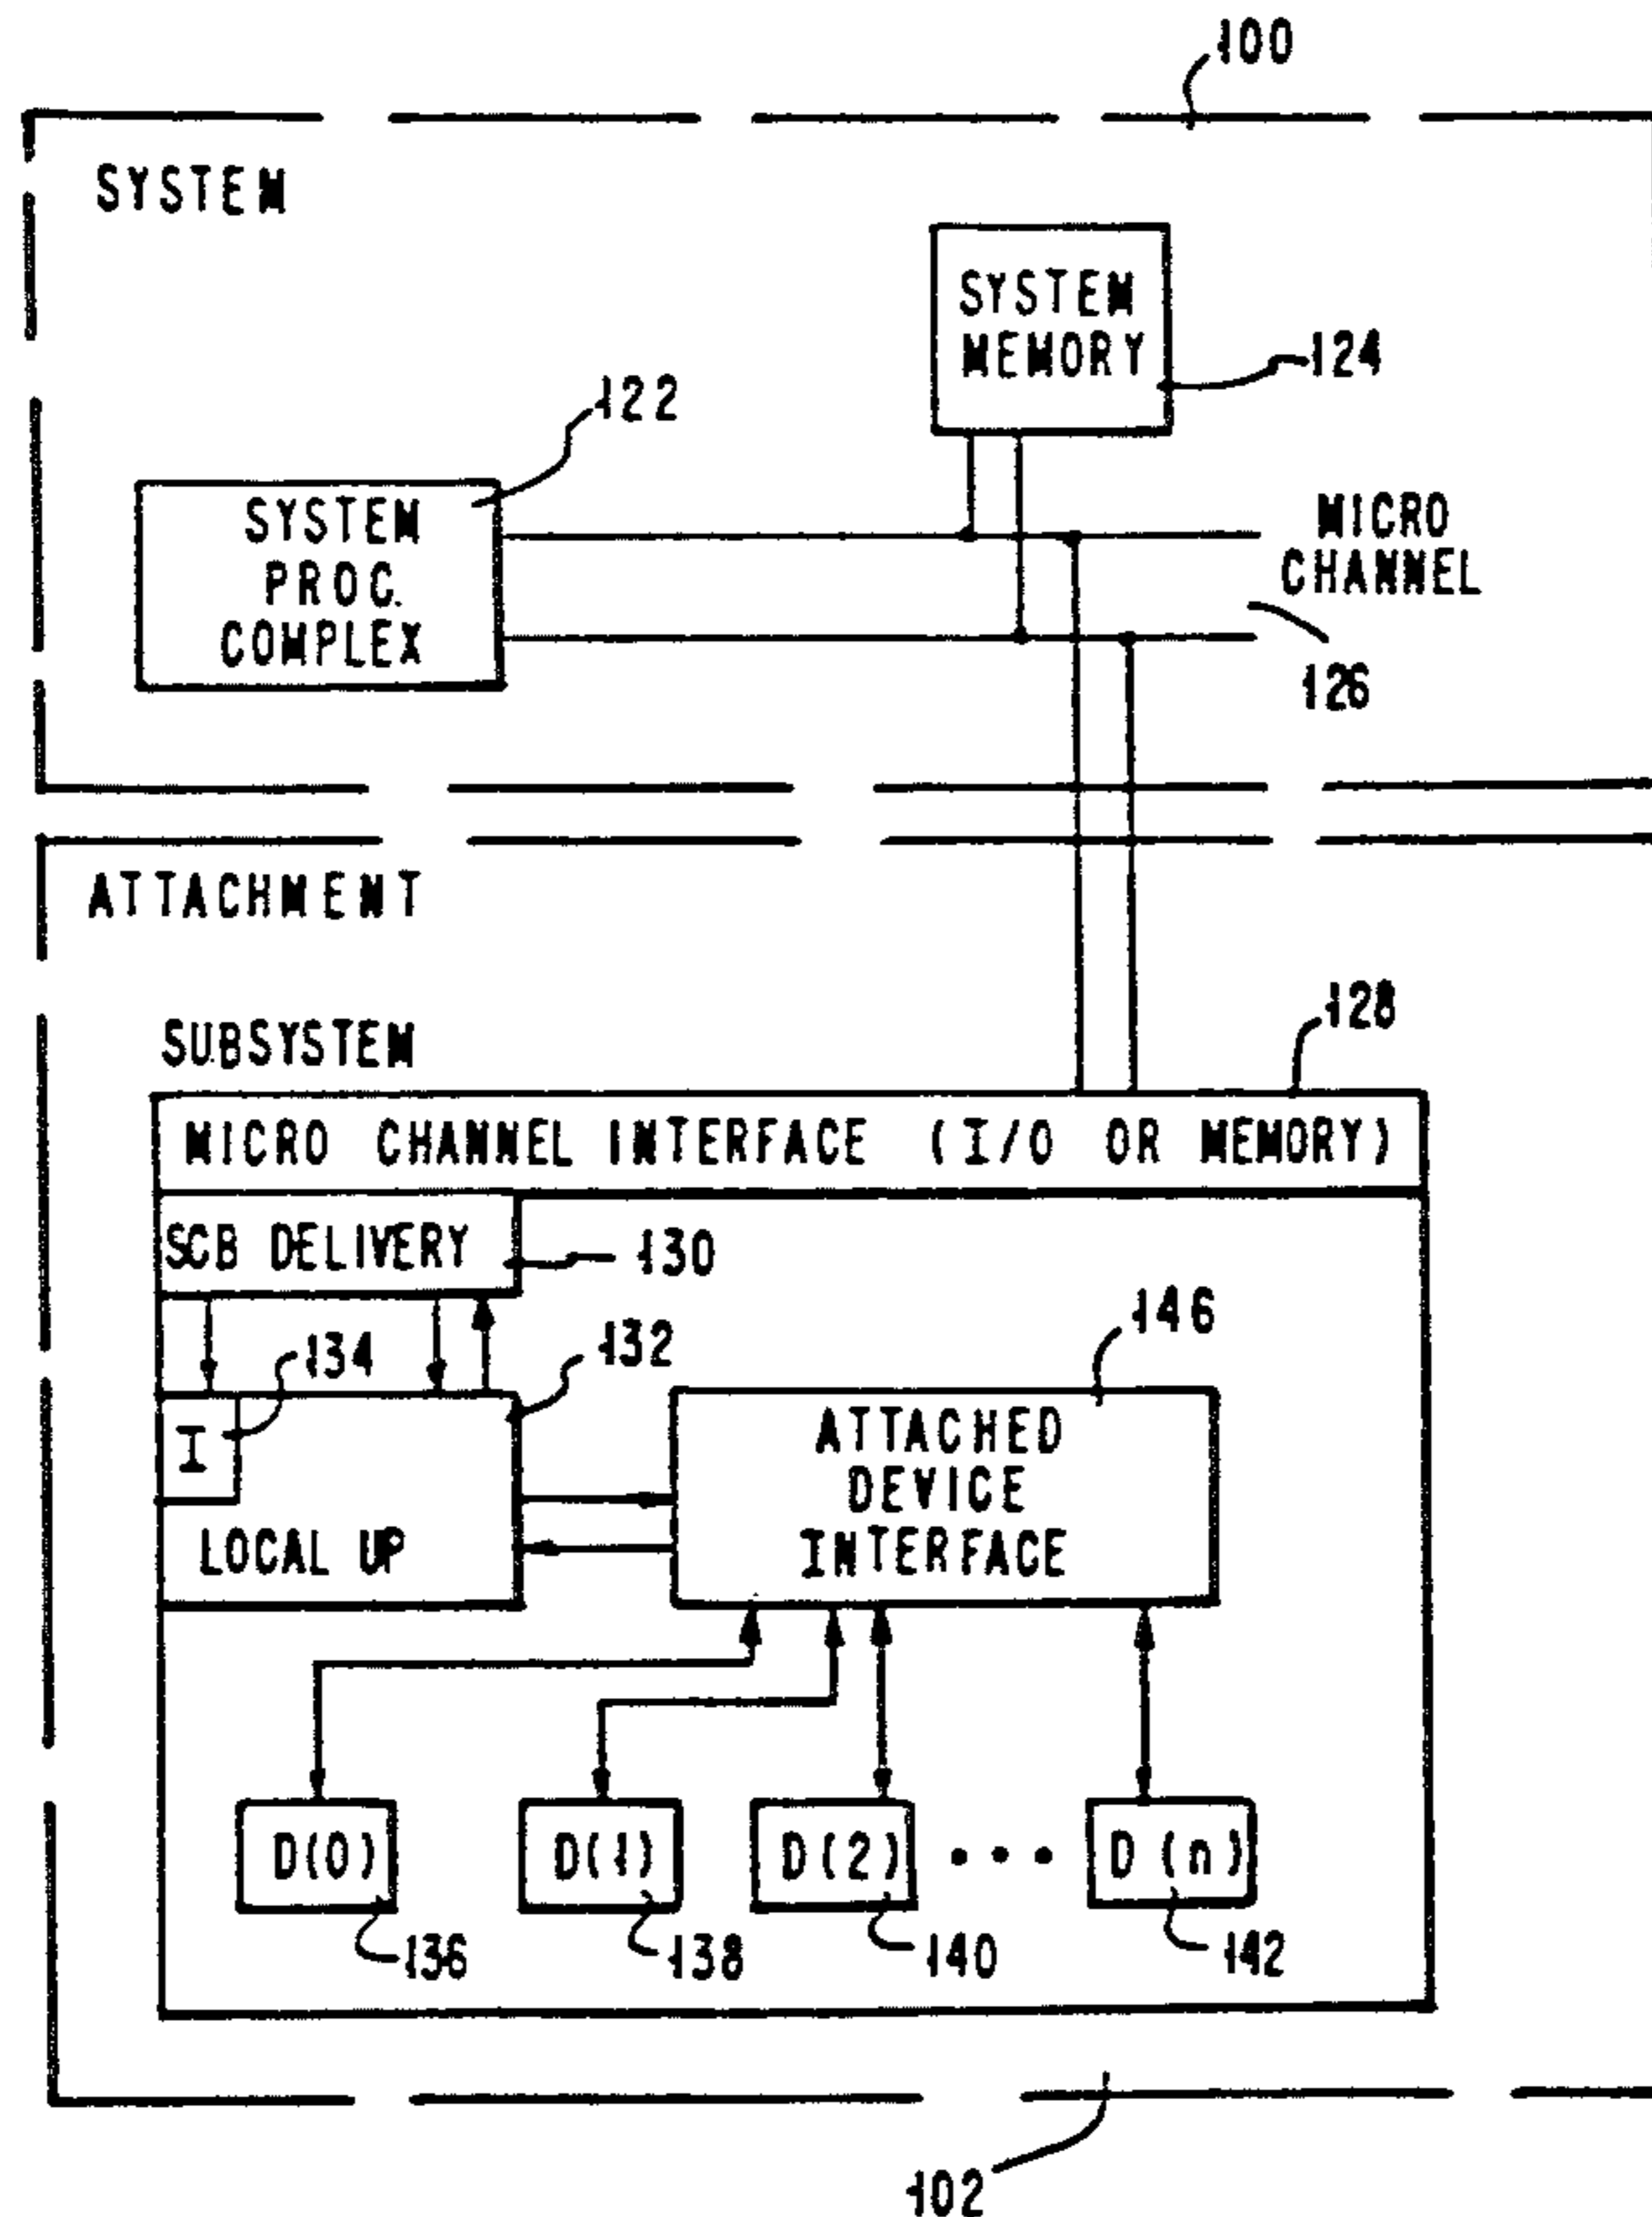 100
SYSTEM
SYSTEM
MEMORY
124
122
SYSTEM
PROC.
COMPLEX
MICRO
CHANNEL
126
ATTACHMENT
SUBSYSTEM
128
MICRO CHANNEL INTERFACE (I/O OR MEMORY)
SCB DELIVERY
130
134
132
146
I
LOCAL UP
ATTACHED
DEVICE
INTERFACE
D(0)
D(1)
D(2)
• • •
D(n)
136
138
140
142
102